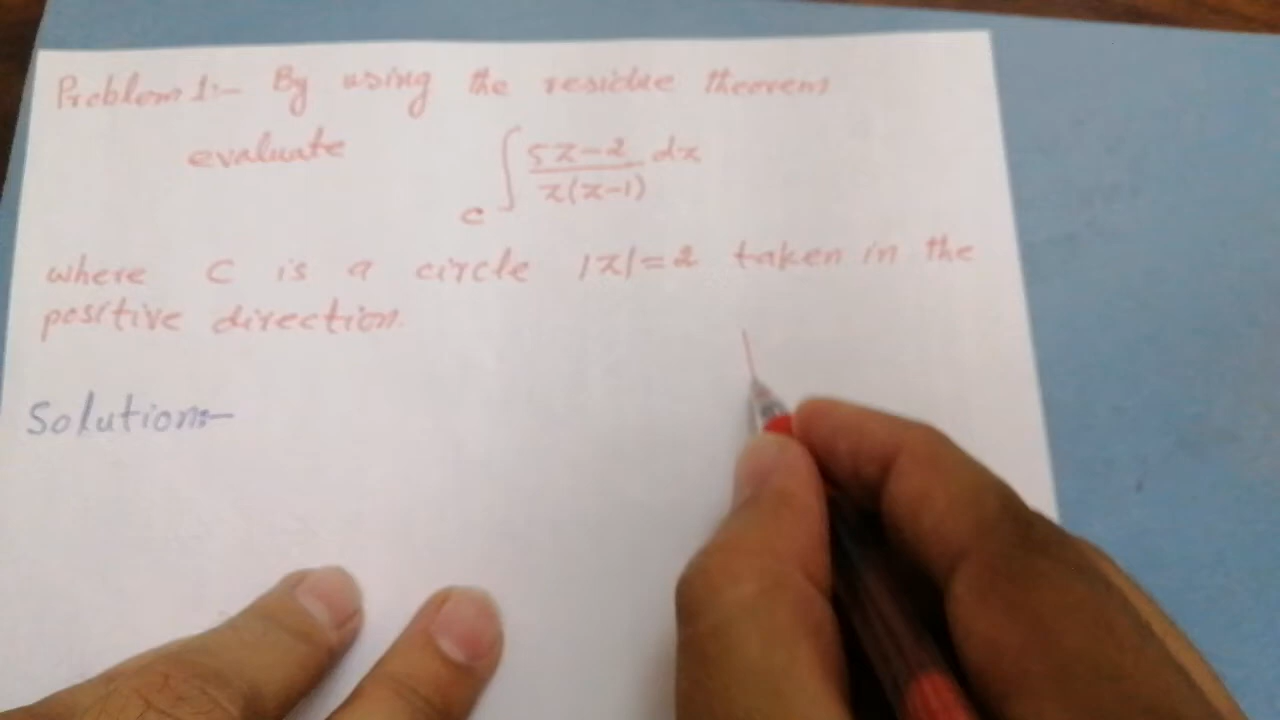 Problem 1:- By using the residue theorem
evaluate ∫_C (5z-2)/(z(z-1)) dz
where C is a circle |z|=2 taken in the
positive direction.
Solution:-